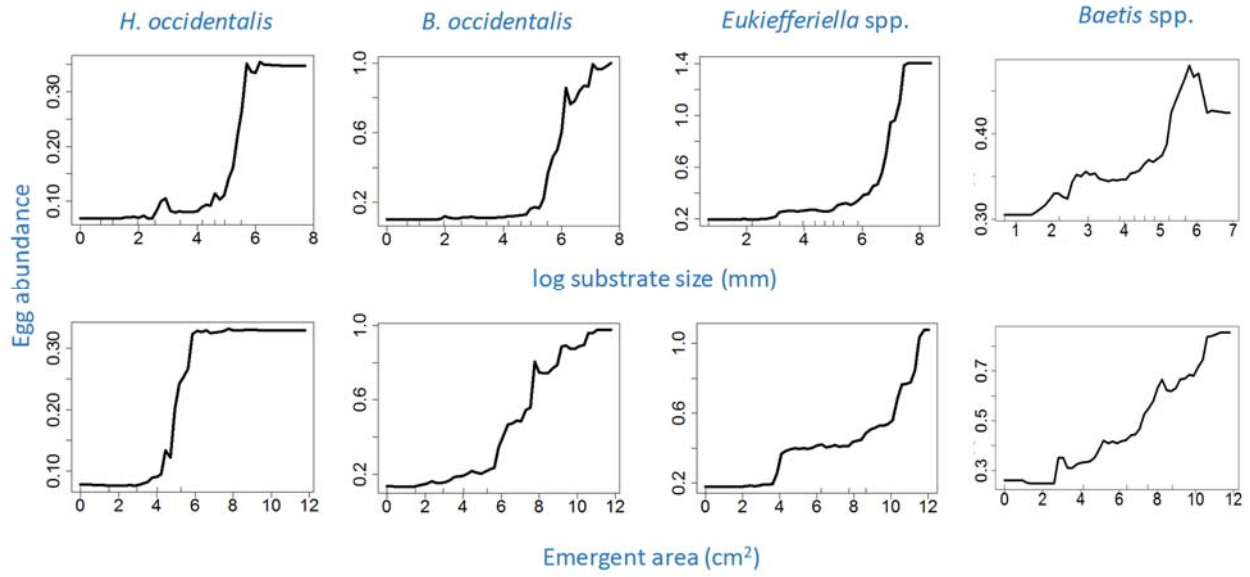 H. occidentalis B. occidentalis Eukiefferiella spp. Baetis spp.
Egg abundance
0.10 0.20 0.30
0 2 4 6 8
0.2 0.6 1.0
0 2 4 6 8
0.2 0.6 1.0 1.4
2 4 6 8
0.30 0.40
1 2 3 4 5 6 7
log substrate size (mm)
0.10 0.20 0.30
0 2 4 6 8 10 12
0.2 0.6 1.0
0 2 4 6 8 10 12
0.2 0.6 1.0
0 2 4 6 8 10 12
0.3 0.5 0.7
0 2 4 6 8 10 12
Emergent area (cm²)